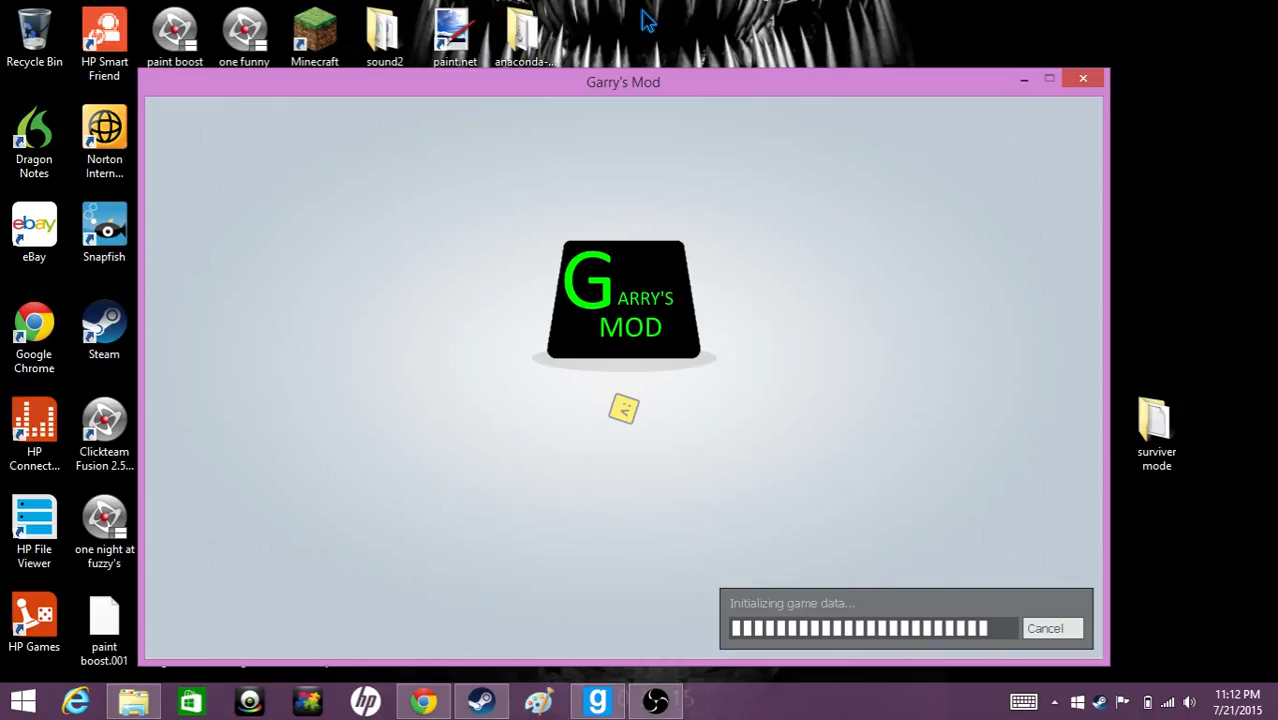 Recycle Bin
HP Smart
Friend
paint boost
one funny
Minecraft
sound2
paint.net
anaconda-...
Garry's Mod
Dragon
Notes
Norton
Intern...
ebay
eBay
Snapfish
G ARRY'S
MOD
Google
Chrome
Steam
HP
Connect...
Clickteam
Fusion 2.5...
surviver
mode
HP File
Viewer
one night at
fuzzy's
Initializing game data...
Cancel
HP Games
paint
boost.001
hp
g
11:12 PM
7/21/2015